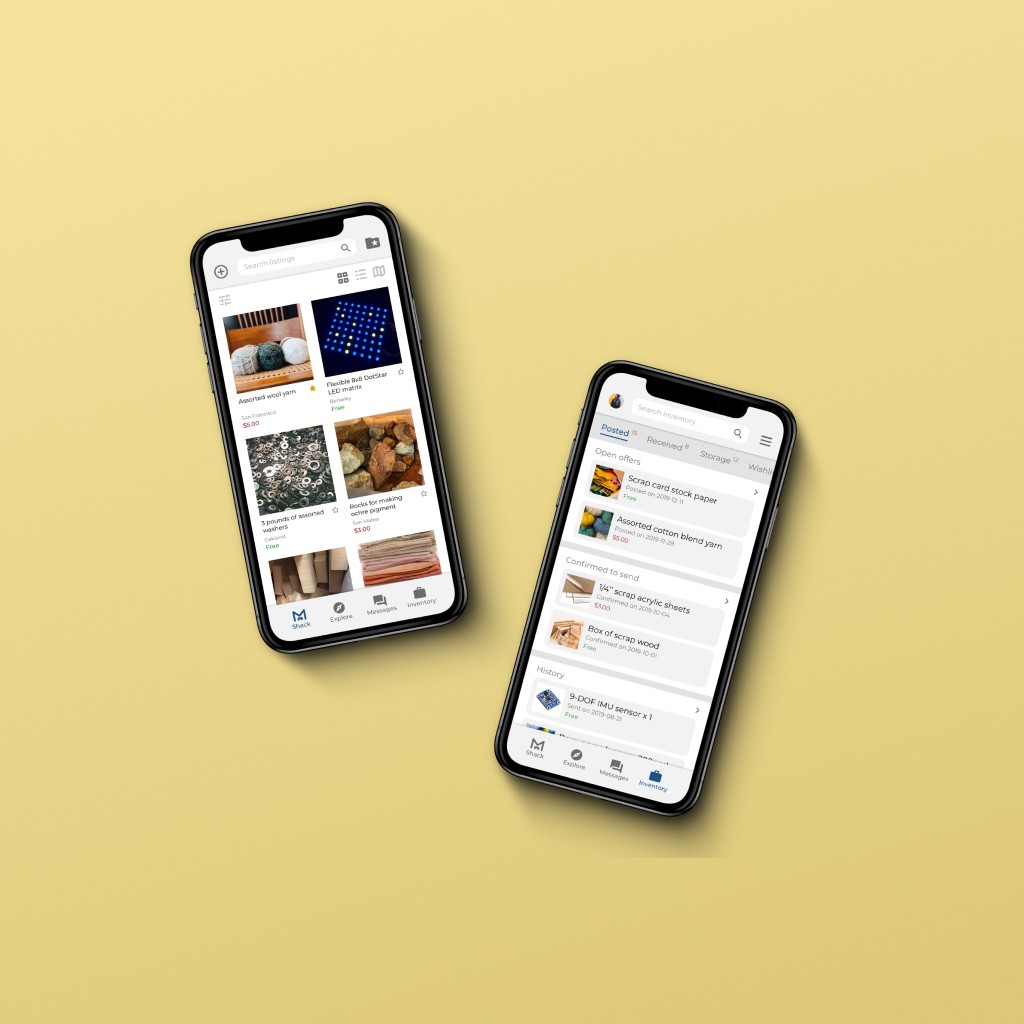 Search listings
Assorted wool yarn
San Francisco
$5.00
Flexible 8x8 DotStar
LED matrix
Berkeley
Free
3 pounds of assorted
washers
Oakland
Free
Rocks for making
ochre pigment
San Mateo
$3.00
Shack
Explore
Messages
Inventory
Search inventory
Posted 15
Received 8
Storage 12
Wishli
Open offers
Scrap card stock paper
Posted on 2019-12-11
Free
Assorted cotton blend yarn
Posted on 2019-11-28
$5.00
Confirmed to send
1/4" scrap acrylic sheets
Confirmed on 2019-10-04
$3.00
Box of scrap wood
Confirmed on 2019-10-01
Free
History
9-DOF IMU sensor x 1
Sent on 2019-08-21
Free
Shack
Explore
Messages
Inventory